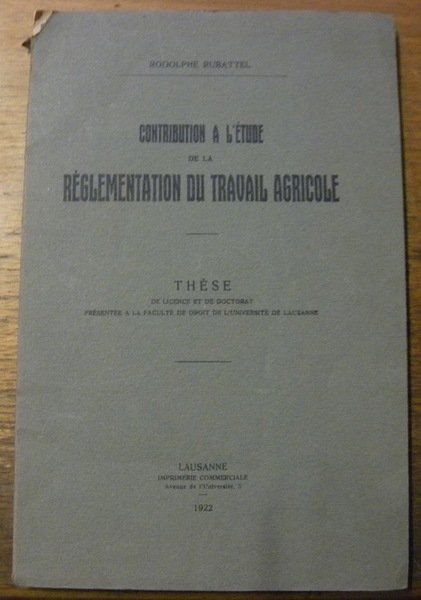 RODOLPHE RUBATTEL
CONTRIBUTION A L'ÉTUDE
DE LA
RÉGLEMENTATION DU TRAVAIL AGRICOLE
THÈSE
DE LICENCE ET DE DOCTORAT
PRÉSENTÉE A LA FACULTÉ DE DROIT DE L'UNIVERSITÉ DE LAUSANNE
LAUSANNE
IMPRIMERIE COMMERCIALE
Avenue de l'Université, 5
1922